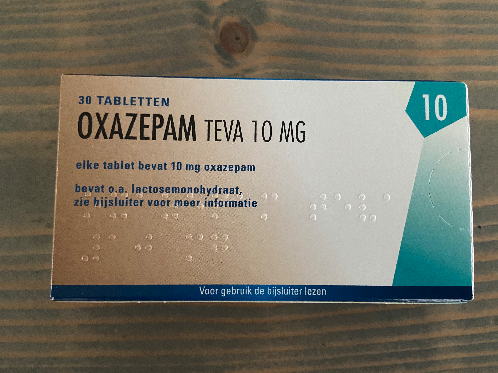 30 TABLETTEN
OXAZEPAM TEVA 10 MG
10
elke tablet bevat 10 mg oxazepam
bevat o.a. lactosemonohydraat,
zie bijsluiter voor meer informatie
Voor gebruik de bijsluiter lezen